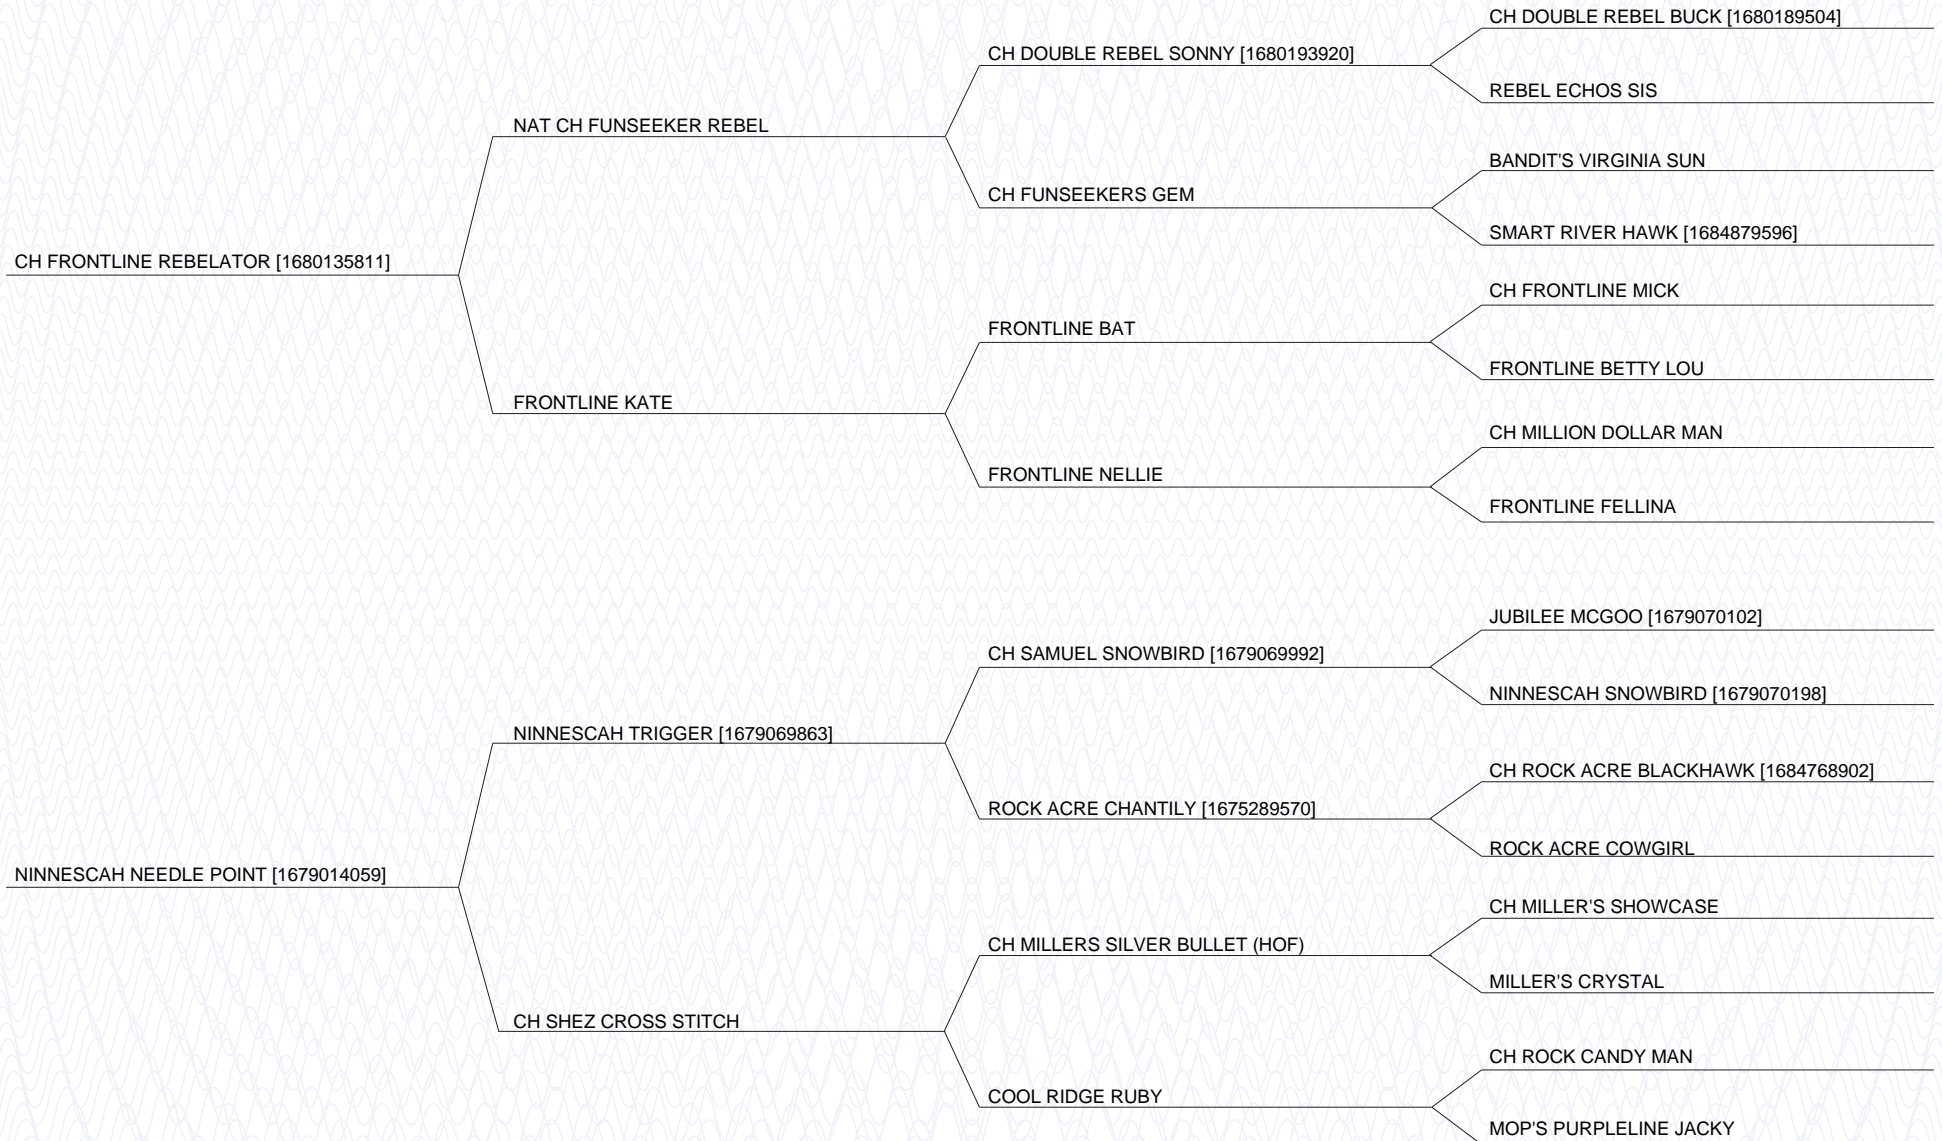 CH DOUBLE REBEL BUCK [1680189504]
CH DOUBLE REBEL SONNY [1680193920]
REBEL ECHOS SIS
NAT CH FUNSEEKER REBEL
BANDIT'S VIRGINIA SUN
CH FUNSEEKERS GEM
SMART RIVER HAWK [1684879596]
CH FRONTLINE REBELATOR [1680135811]
CH FRONTLINE MICK
FRONTLINE BAT
FRONTLINE BETTY LOU
FRONTLINE KATE
CH MILLION DOLLAR MAN
FRONTLINE NELLIE
FRONTLINE FELLINA
JUBILEE MCGOO [1679070102]
CH SAMUEL SNOWBIRD [1679069992]
NINNESCAH SNOWBIRD [1679070198]
NINNESCAH TRIGGER [1679069863]
CH ROCK ACRE BLACKHAWK [1684768902]
ROCK ACRE CHANTILY [1675289570]
ROCK ACRE COWGIRL
NINNESCAH NEEDLE POINT [1679014059]
CH MILLER'S SHOWCASE
CH MILLERS SILVER BULLET (HOF)
MILLER'S CRYSTAL
CH SHEZ CROSS STITCH
CH ROCK CANDY MAN
COOL RIDGE RUBY
MOP'S PURPLELINE JACKY